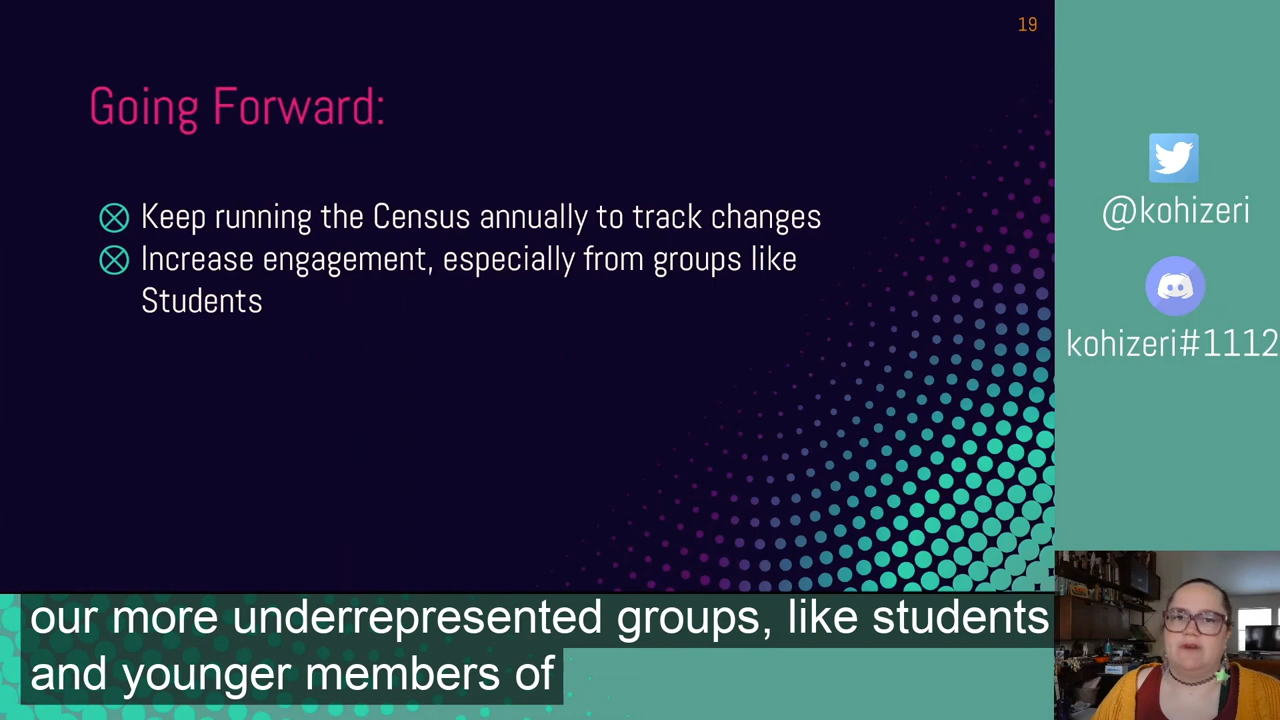 19
Going Forward:
Keep running the Census annually to track changes
Increase engagement, especially from groups like
Students
@kohizeri
kohizeri#1112
our more underrepresented groups, like students
and younger members of